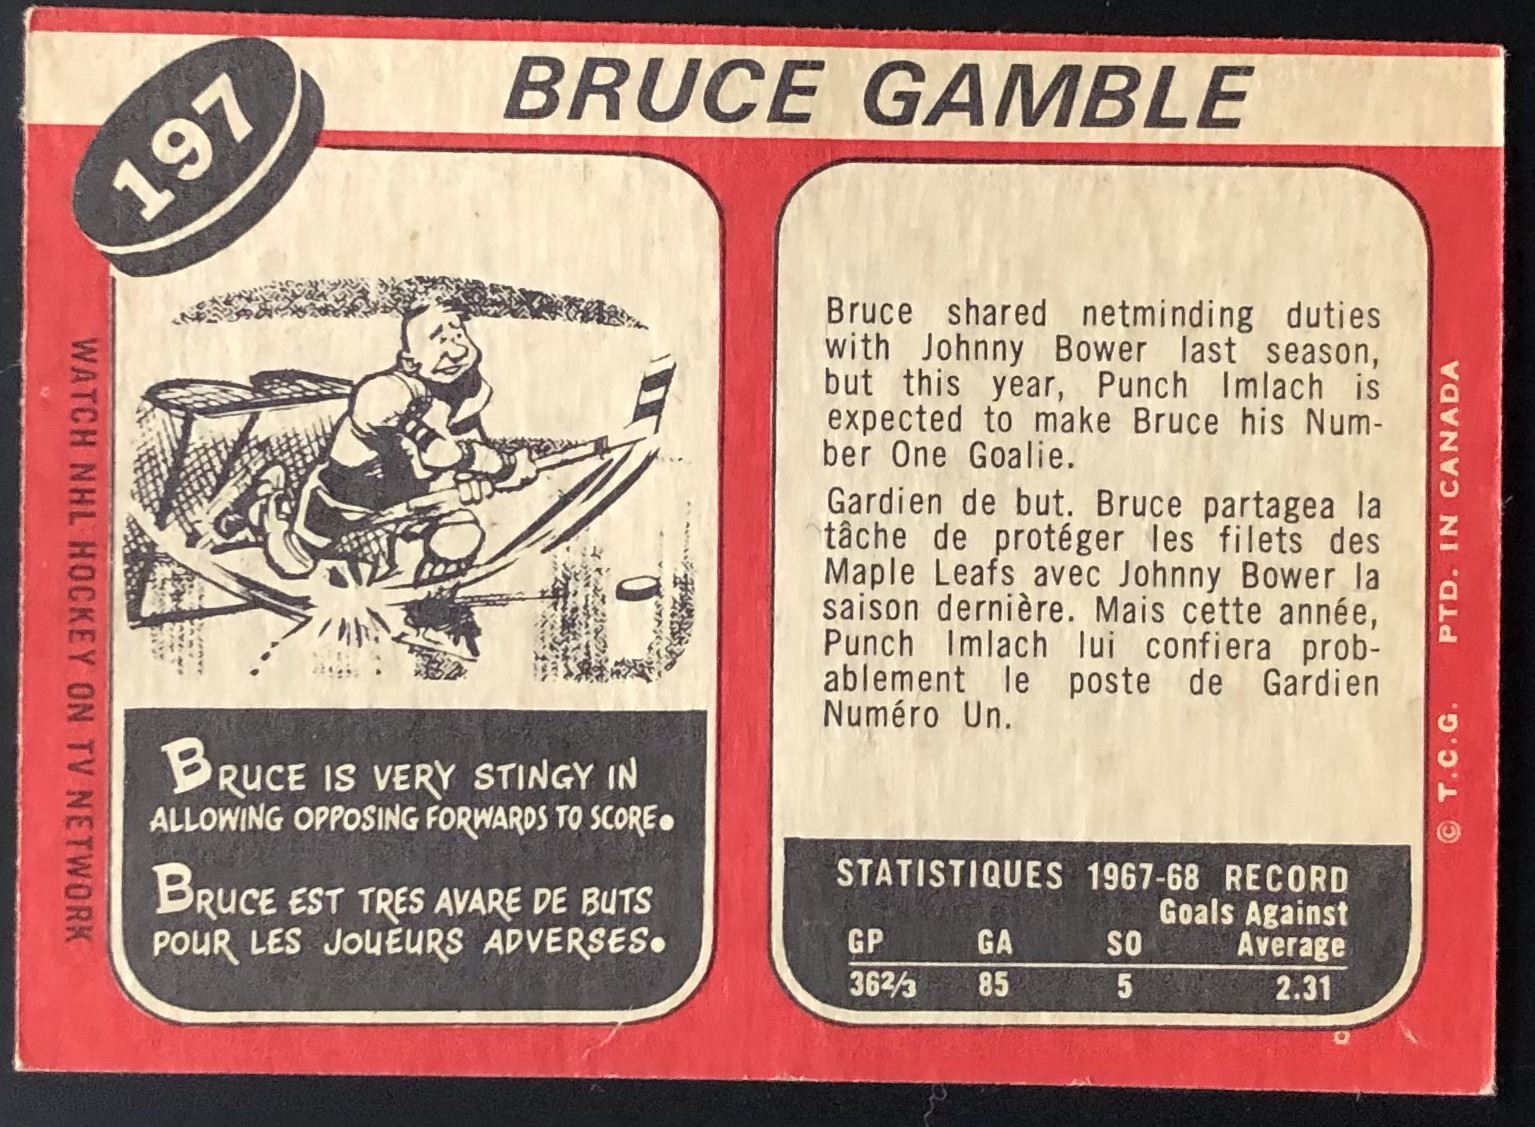 197
BRUCE GAMBLE
WATCH NHL HOCKEY ON TV NETWORK
BRUCE IS VERY STINGY IN
ALLOWING OPPOSING FORWARDS TO SCORE.
BRUCE EST TRES AVARE DE BUTS
POUR LES JOUEURS ADVERSES.
Bruce shared netminding duties
with Johnny Bower last season,
but this year, Punch Imlach is
expected to make Bruce his Num-
ber One Goalie.
Gardien de but. Bruce partagea la
tâche de protéger les filets des
Maple Leafs avec Johnny Bower la
saison dernière. Mais cette année,
Punch Imlach lui confiera prob-
ablement le poste de Gardien
Numéro Un.
STATISTIQUES 1967-68 RECORD
Goals Against
GP GA SO Average
36 2/3 85 5 2.31
© T.C.G. PTD. IN CANADA